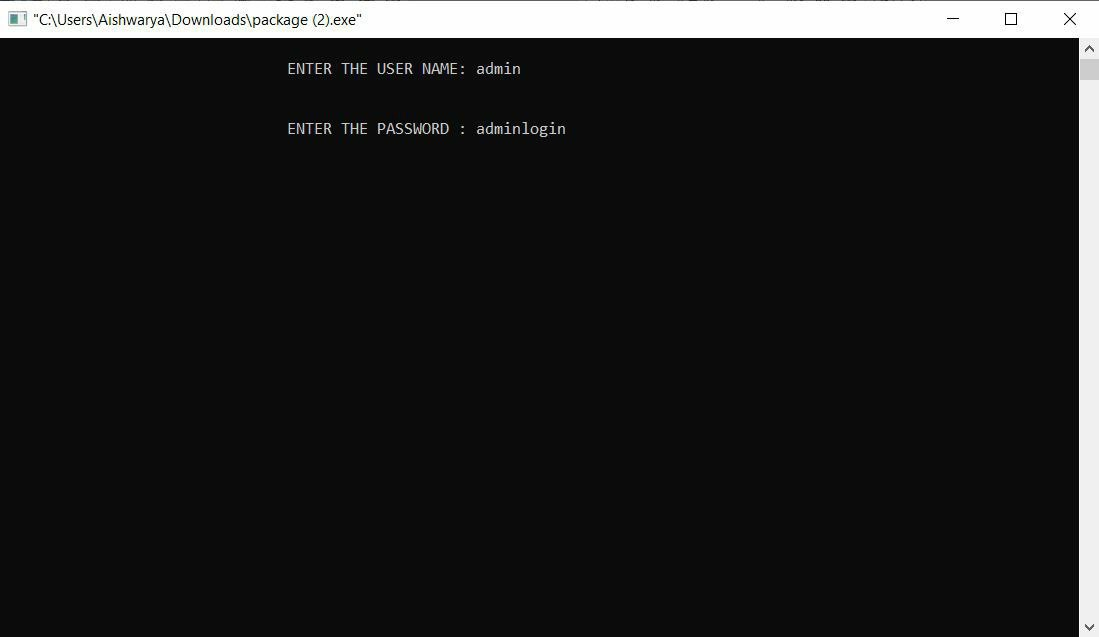 "C:\Users\Aishwarya\Downloads\package (2).exe"
ENTER THE USER NAME: admin
ENTER THE PASSWORD : adminlogin